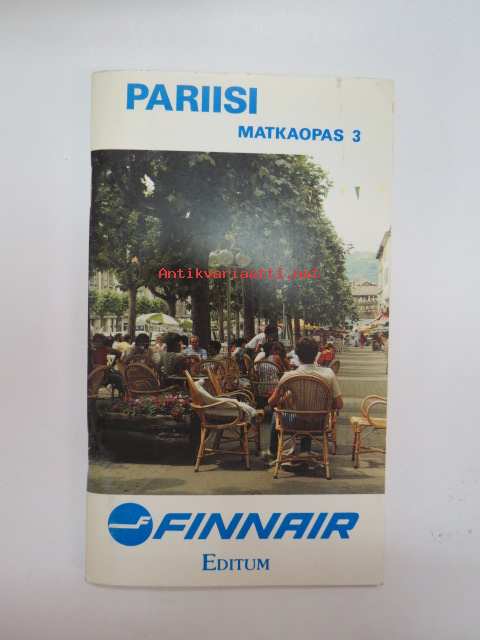 PARIISI
MATKAOPAS 3
Antikvariaatti.net
FINNAIR
EDITUM